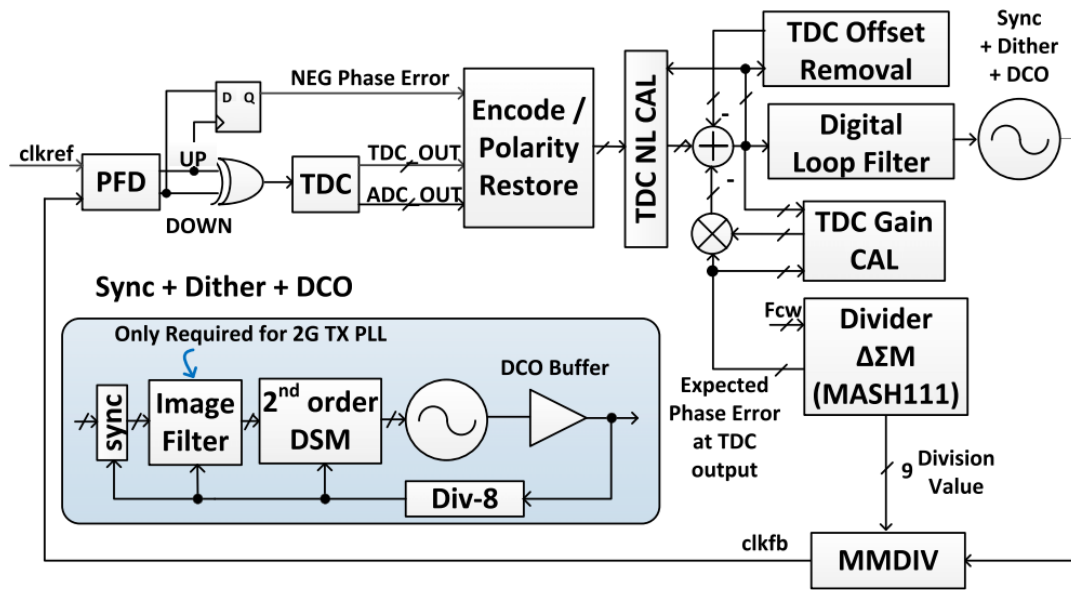 Sync
+ Dither
+ DCO
TDC Offset
Removal
NEG Phase Error
D Q
Encode /
Polarity
Restore
TDC NL CAL
-
Digital
Loop Filter
clkref
PFD
UP
DOWN
TDC
TDC_OUT
ADC_OUT
-
TDC Gain
CAL
Sync + Dither + DCO
Only Required for 2G TX PLL
sync
Image
Filter
2nd order
DSM
DCO Buffer
Div-8
Fcw
Divider
ΔΣM
(MASH111)
Expected
Phase Error
at TDC
output
9
Division
Value
clkfb
MMDIV